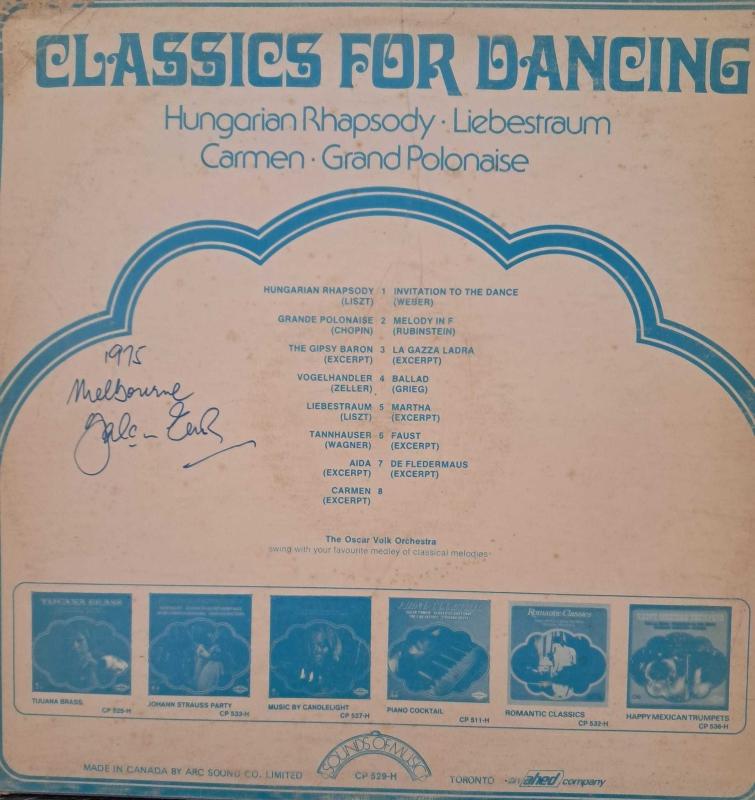 CLASSICS FOR DANCING
Hungarian Rhapsody · Liebestraum
Carmen · Grand Polonaise
HUNGARIAN RHAPSODY 1 INVITATION TO THE DANCE
(LISZT) (WEBER)
GRANDE POLONAISE 2 MELODY IN F
(CHOPIN) (RUBINSTEIN)
THE GIPSY BARON 3 LA GAZZA LADRA
(EXCERPT) (EXCERPT)
VOGELHANDLER 4 BALLAD
(ZELLER) (GRIEG)
LIEBESTRAUM 5 MARTHA
(LISZT) (EXCERPT)
TANNHAUSER 6 FAUST
(WAGNER) (EXCERPT)
AIDA 7 DE FLEDERMAUS
(EXCERPT) (EXCERPT)
CARMEN 8
(EXCERPT)
1975
Melbourne
The Oscar Volk Orchestra
swing with your favourite medley of classical melodies
TIJUANA BRASS
Romantic Classics
TIJUANA BRASS
CP 525-H
JOHANN STRAUSS PARTY
CP 533-H
MUSIC BY CANDLELIGHT
CP 527-H
PIANO COCKTAIL
CP 511-H
ROMANTIC CLASSICS
CP 532-H
HAPPY MEXICAN TRUMPETS
CP 536-H
MADE IN CANADA BY ARC SOUND CO. LIMITED
SOUNDS OF MUSIC
CP 529-H
TORONTO - an ahed company